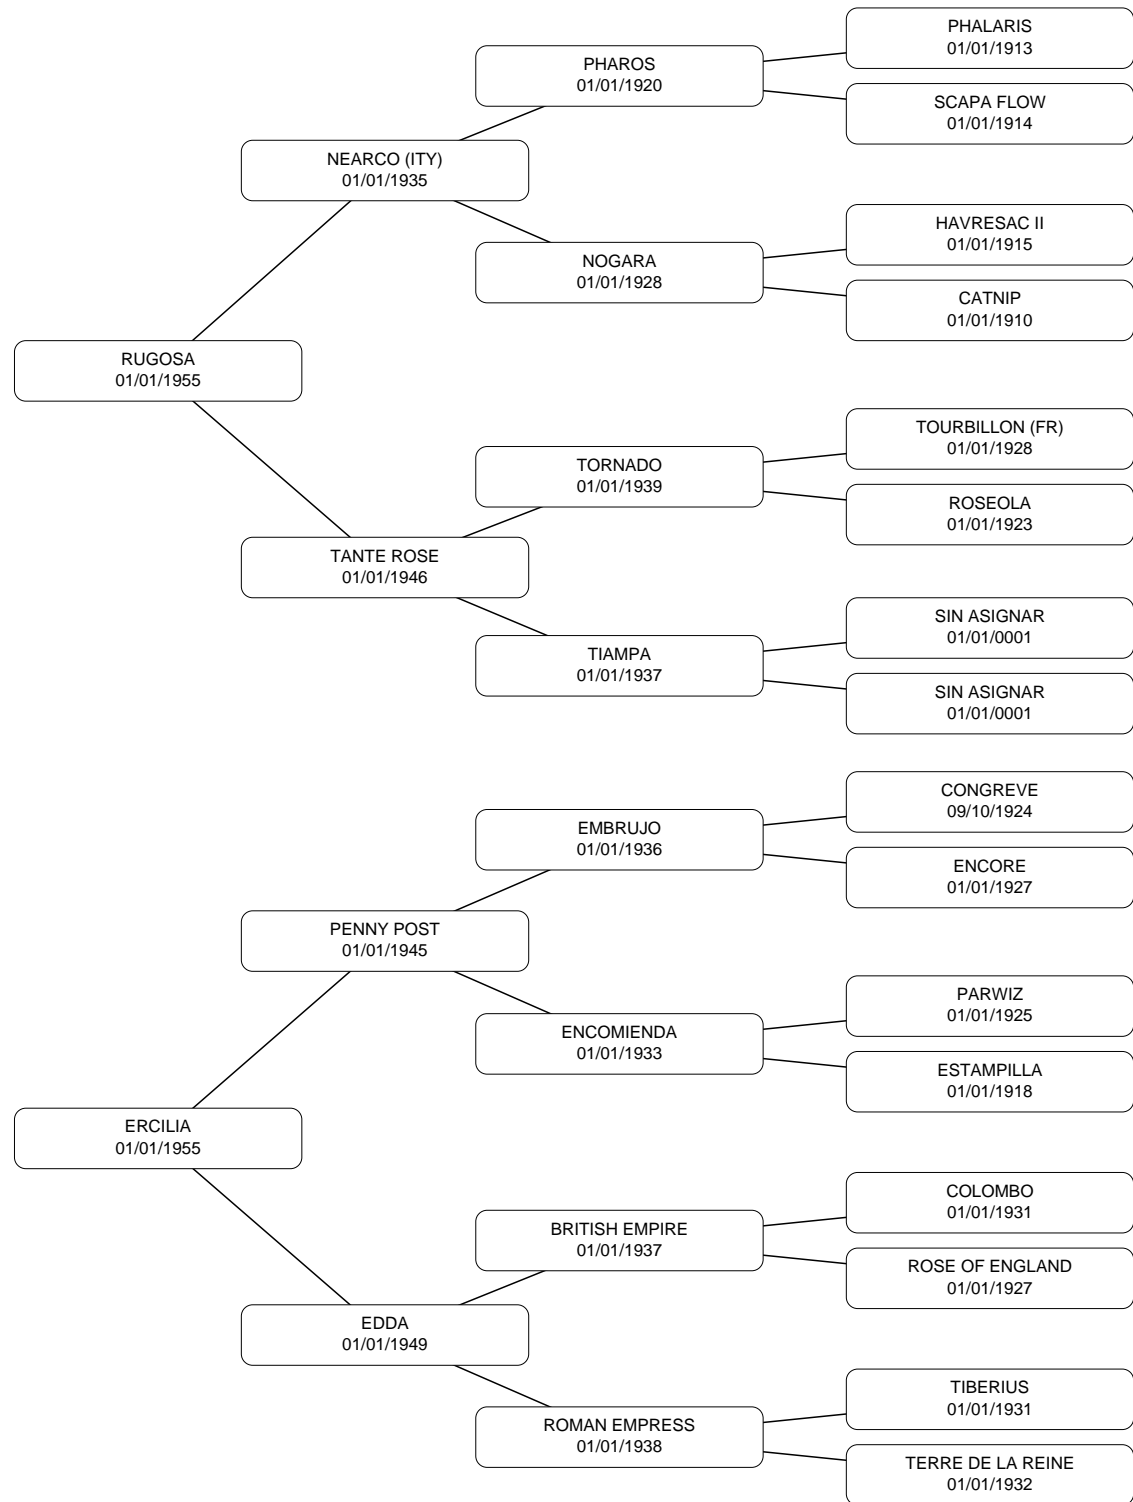 PHALARIS
01/01/1913
PHAROS
01/01/1920
SCAPA FLOW
01/01/1914
NEARCO (ITY)
01/01/1935
HAVRESAC II
01/01/1915
NOGARA
01/01/1928
CATNIP
01/01/1910
RUGOSA
01/01/1955
TOURBILLON (FR)
01/01/1928
TORNADO
01/01/1939
ROSEOLA
01/01/1923
TANTE ROSE
01/01/1946
SIN ASIGNAR
01/01/0001
TIAMPA
01/01/1937
SIN ASIGNAR
01/01/0001
CONGREVE
09/10/1924
EMBRUJO
01/01/1936
ENCORE
01/01/1927
PENNY POST
01/01/1945
PARWIZ
01/01/1925
ENCOMIENDA
01/01/1933
ESTAMPILLA
01/01/1918
ERCILIA
01/01/1955
COLOMBO
01/01/1931
BRITISH EMPIRE
01/01/1937
ROSE OF ENGLAND
01/01/1927
EDDA
01/01/1949
TIBERIUS
01/01/1931
ROMAN EMPRESS
01/01/1938
TERRE DE LA REINE
01/01/1932